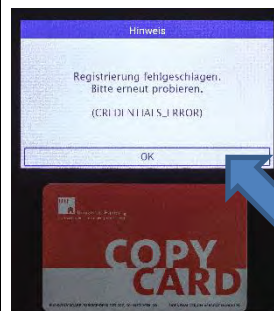 Hinweis
Registrierung fehlgeschlagen.
Bitte erneut probieren.
(CREDENTIALS_ERROR)
OK
COPY
CARD